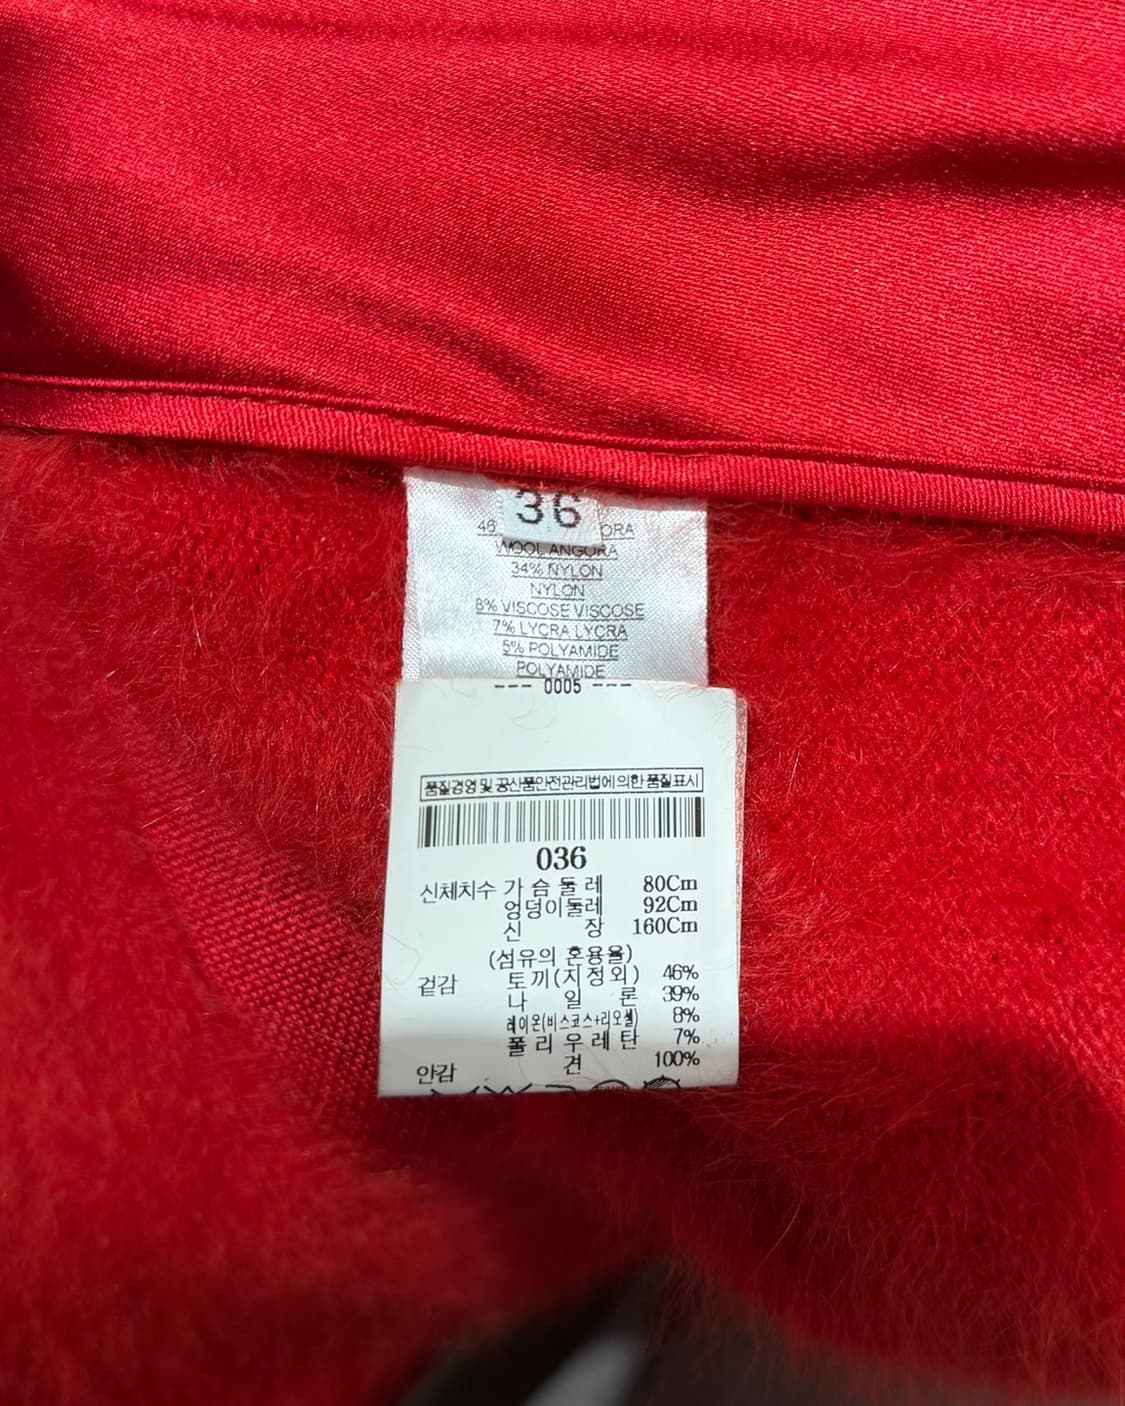 36
46 ORA
WOOL ANGORA
34% NYLON
NYLON
8% VISCOSE VISCOSE
7% LYCRA LYCRA
5% POLYAMIDE
POLYAMIDE
--- 0005 ---
품질경영 및 공산품안전관리법에 의한 품질표시
036
신체치수 가슴둘레 80Cm
엉덩이둘레 92Cm
신장 160Cm
(섬유의 혼용율)
겉감 토끼(지정외) 46%
나일론 39%
레이온(비스코스+리오셀) 8%
폴리우레탄 7%
안감 견 100%